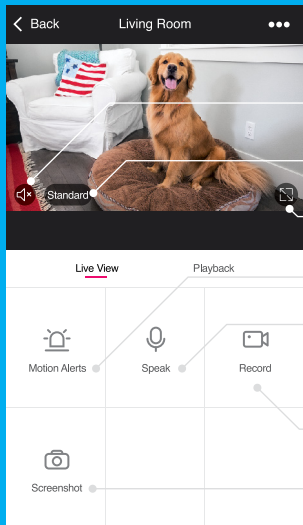 Back
Living Room
Standard
Live View
Playback
Motion Alerts
Speak
Record
Screenshot